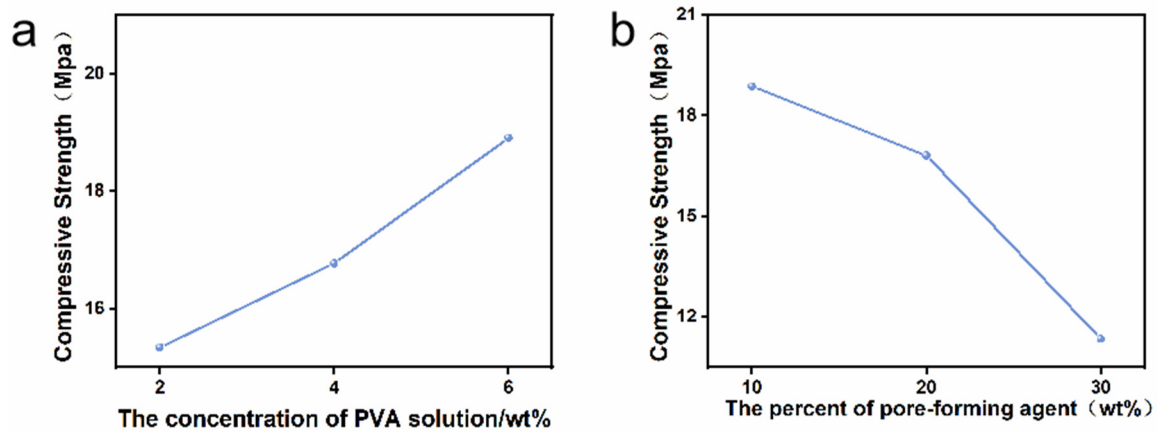 a
Compressive Strength（Mpa）
20
18
16
2 4 6
The concentration of PVA solution/wt%
b
Compressive Strength（Mpa）
21
18
15
12
10 20 30
The percent of pore-forming agent（wt%）